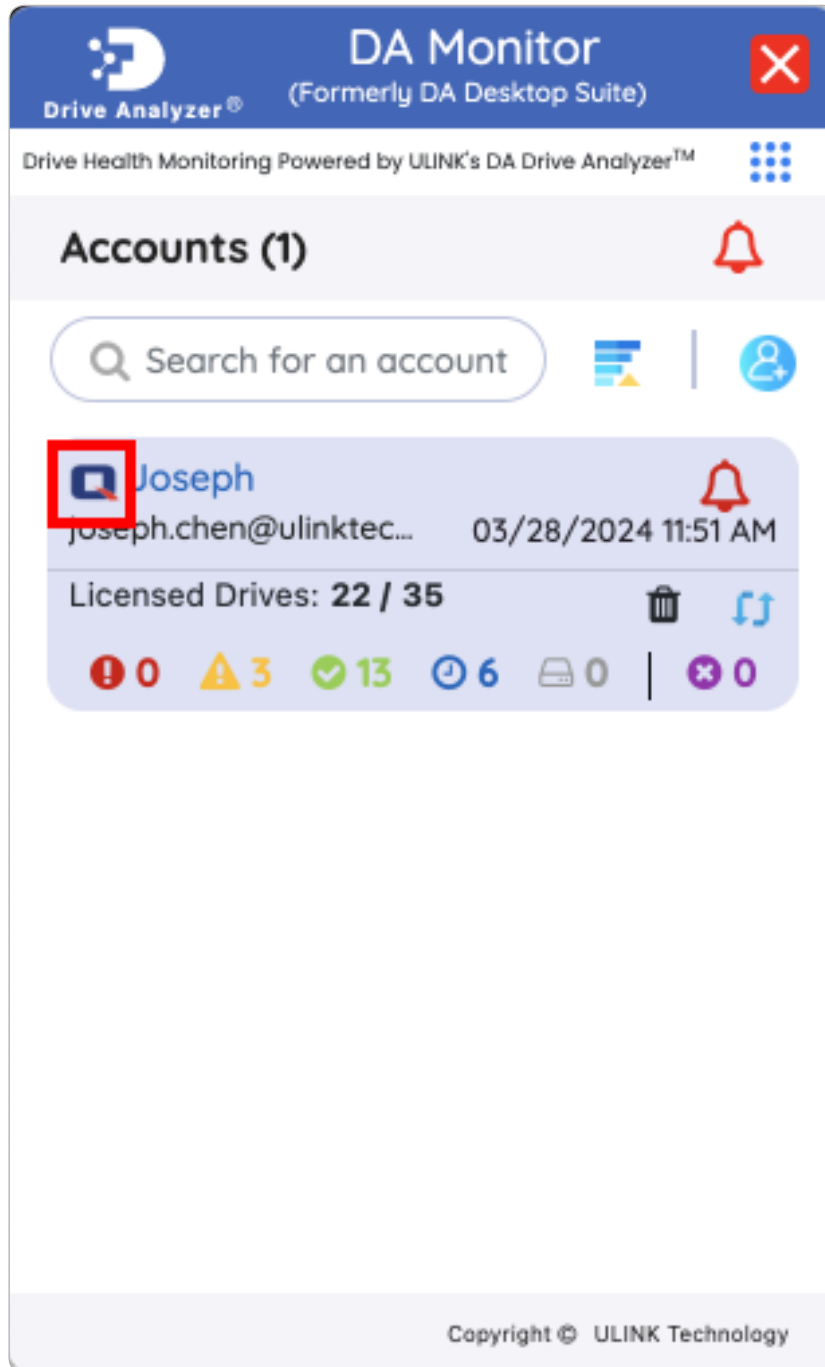 DA Monitor
(Formerly DA Desktop Suite)
Drive Analyzer®
Drive Health Monitoring Powered by ULINK's DA Drive Analyzer™
Accounts (1)
Search for an account
Joseph
joseph.chen@ulinktec...
03/28/2024 11:51 AM
Licensed Drives: 22 / 35
0 3 13 6 0 0
Copyright © ULINK Technology